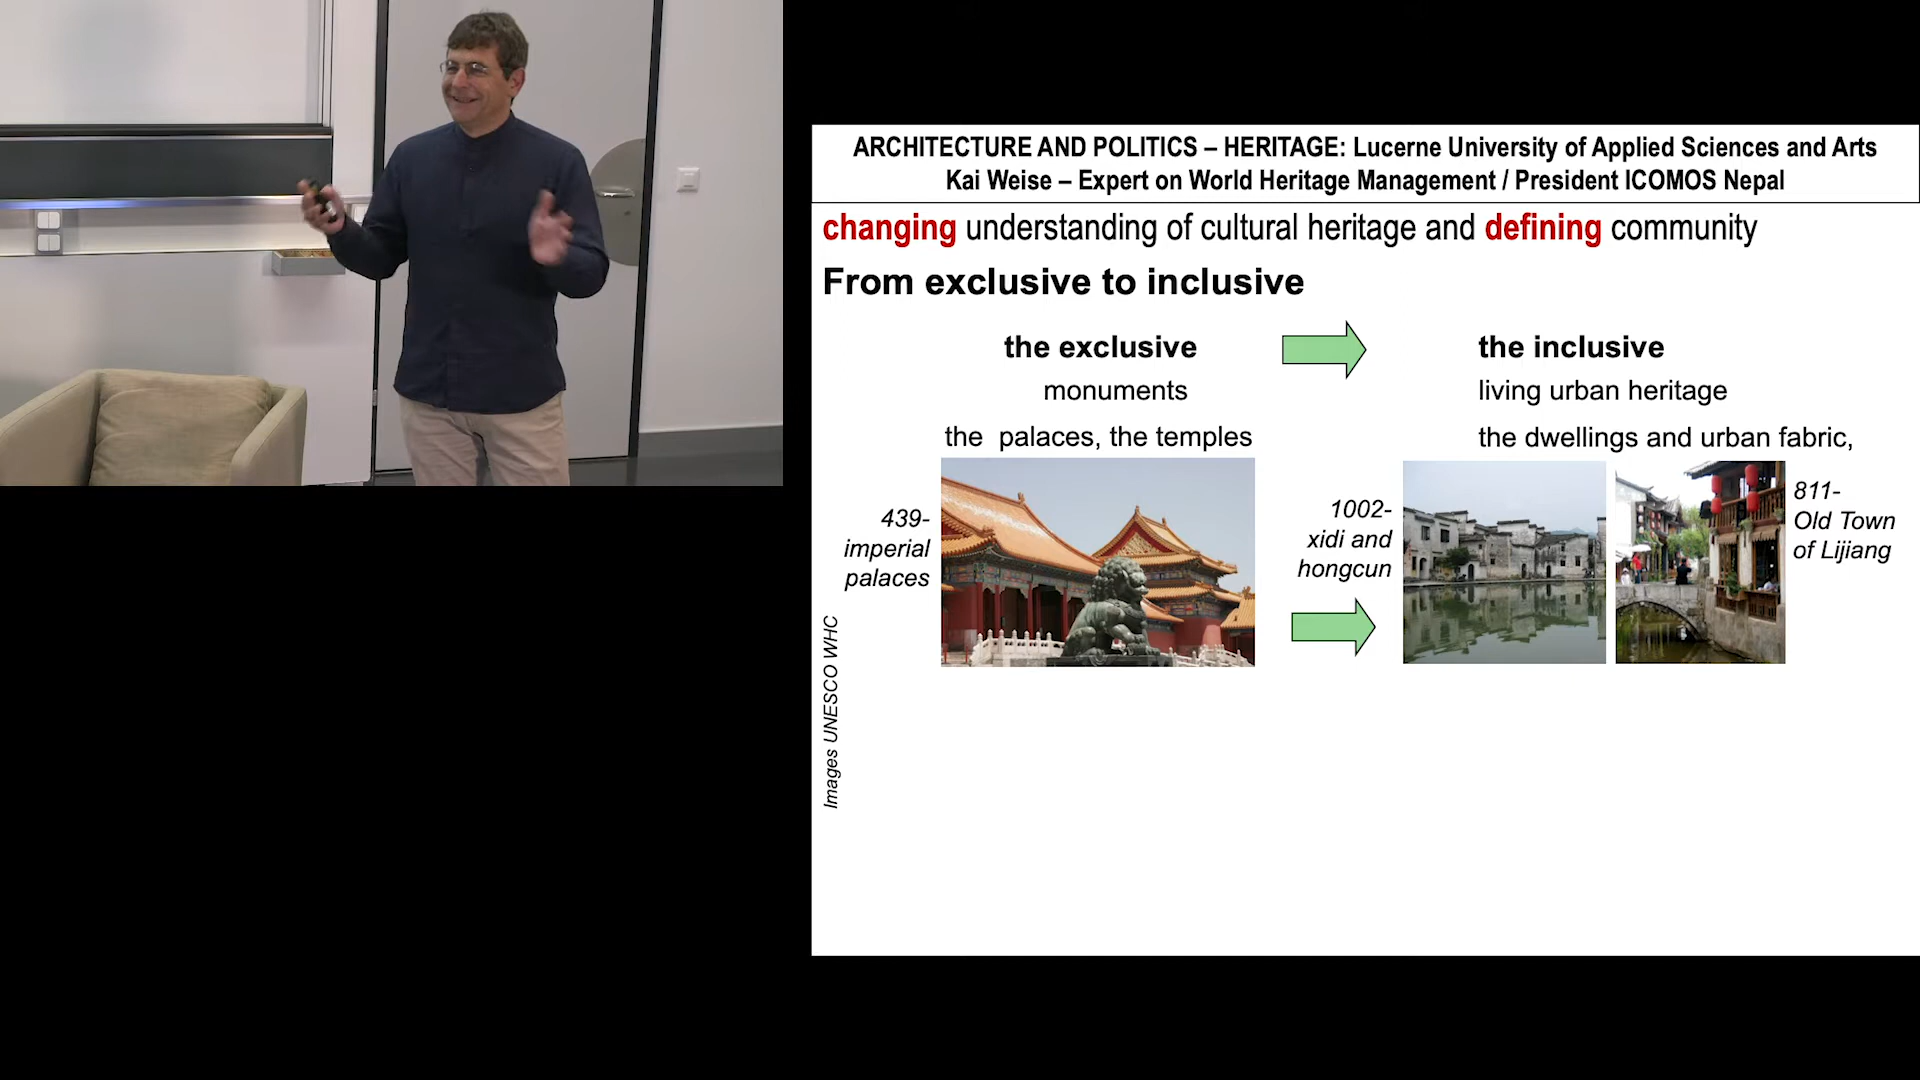 ARCHITECTURE AND POLITICS – HERITAGE: Lucerne University of Applied Sciences and Arts
Kai Weise – Expert on World Heritage Management / President ICOMOS Nepal
changing understanding of cultural heritage and defining community
From exclusive to inclusive
the exclusive
monuments
the palaces, the temples
439-
imperial
palaces
the inclusive
living urban heritage
the dwellings and urban fabric,
1002-
xidi and
hongcun
811-
Old Town
of Lijiang
Images UNESCO WHC